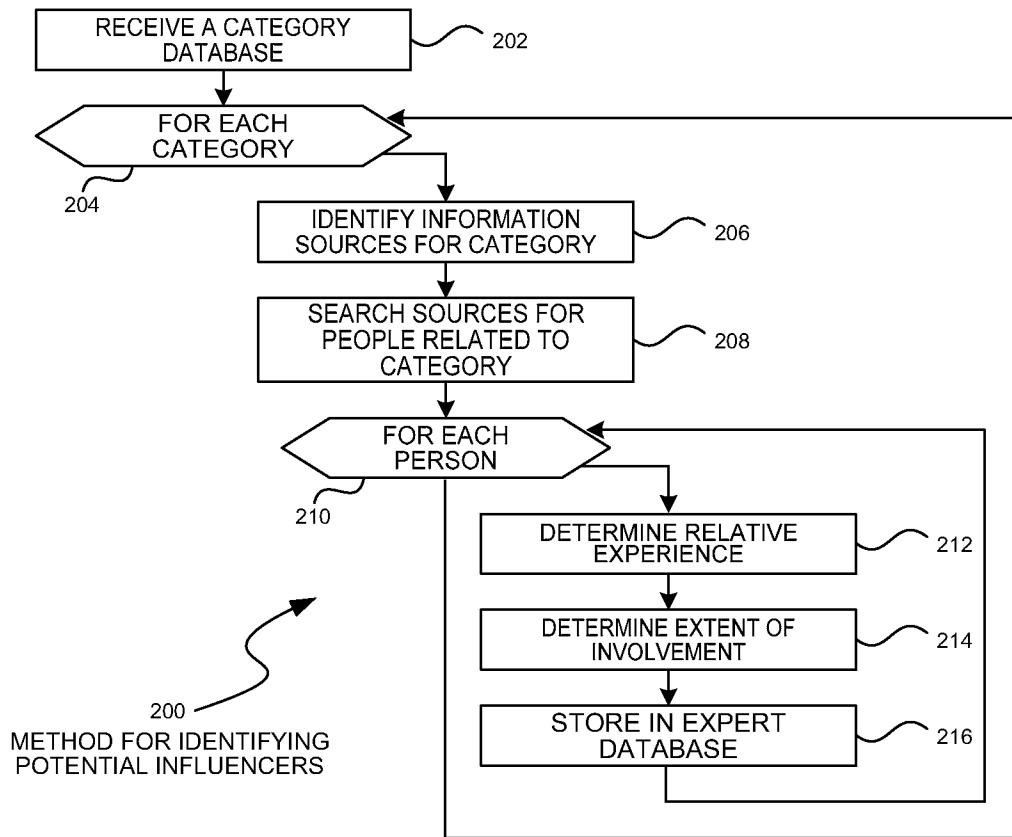 RECEIVE A CATEGORY
DATABASE
202
FOR EACH
CATEGORY
204
IDENTIFY INFORMATION
SOURCES FOR CATEGORY
206
SEARCH SOURCES FOR
PEOPLE RELATED TO
CATEGORY
208
FOR EACH
PERSON
210
DETERMINE RELATIVE
EXPERIENCE
212
DETERMINE EXTENT OF
INVOLVEMENT
214
STORE IN EXPERT
DATABASE
216
200
METHOD FOR IDENTIFYING
POTENTIAL INFLUENCERS